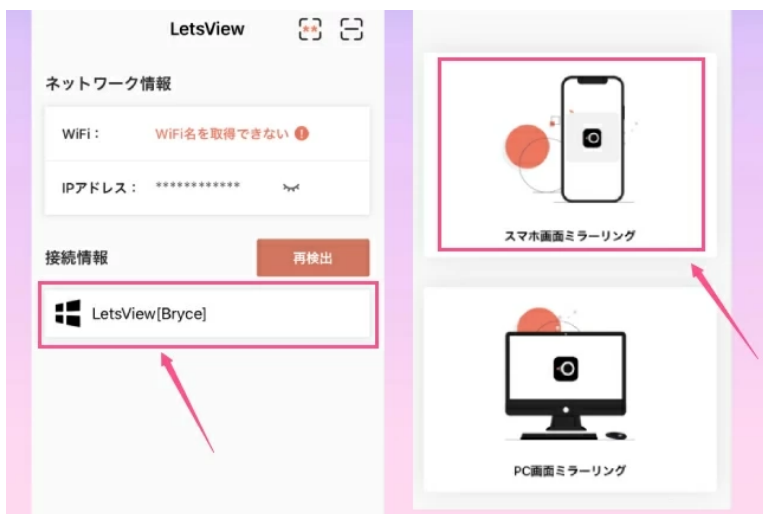 LetsView
ネットワーク情報
WiFi：
WiFi名を取得できない
IPアドレス：
************
接続情報
再検出
LetsView[Bryce]
スマホ画面ミラーリング
PC画面ミラーリング